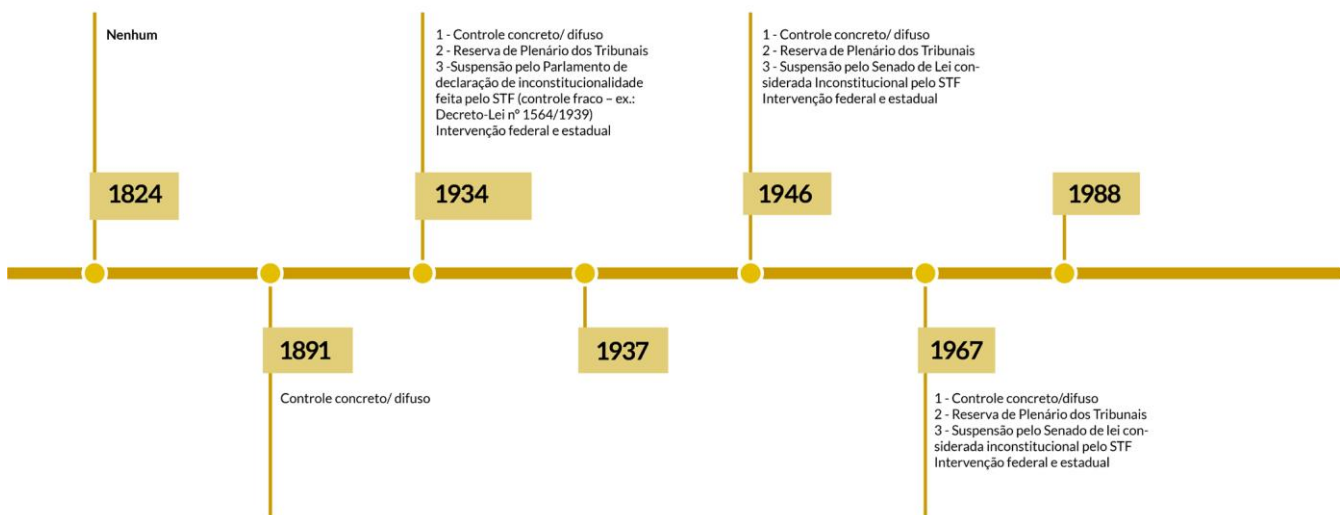 Nenhum
1824
Controle concreto/ difuso
1891
1 - Controle concreto/ difuso
2 - Reserva de Plenário dos Tribunais
3 -Suspensão pelo Parlamento de
declaração de inconstitucionalidade
feita pelo STF (controle fraco – ex.:
Decreto-Lei nº 1564/1939)
Intervenção federal e estadual
1934
1937
1 - Controle concreto/ difuso
2 - Reserva de Plenário dos Tribunais
3 - Suspensão pelo Senado de Lei con-
siderada Inconstitucional pelo STF
Intervenção federal e estadual
1946
1967
1 - Controle concreto/difuso
2 - Reserva de Plenário dos Tribunais
3 - Suspensão pelo Senado de lei con-
siderada inconstitucional pelo STF
Intervenção federal e estadual
1988